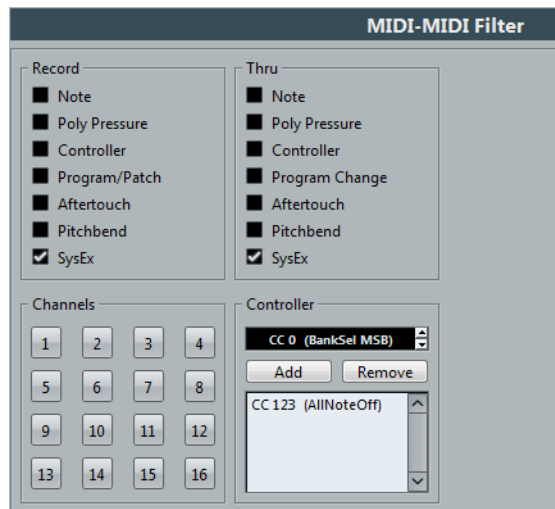 MIDI-MIDI Filter
Record
Note
Poly Pressure
Controller
Program/Patch
Aftertouch
Pitchbend
SysEx
Thru
Note
Poly Pressure
Controller
Program Change
Aftertouch
Pitchbend
SysEx
Channels
1 2 3 4
5 6 7 8
9 10 11 12
13 14 15 16
Controller
CC 0 (BankSel MSB)
Add Remove
CC 123 (AllNoteOff)